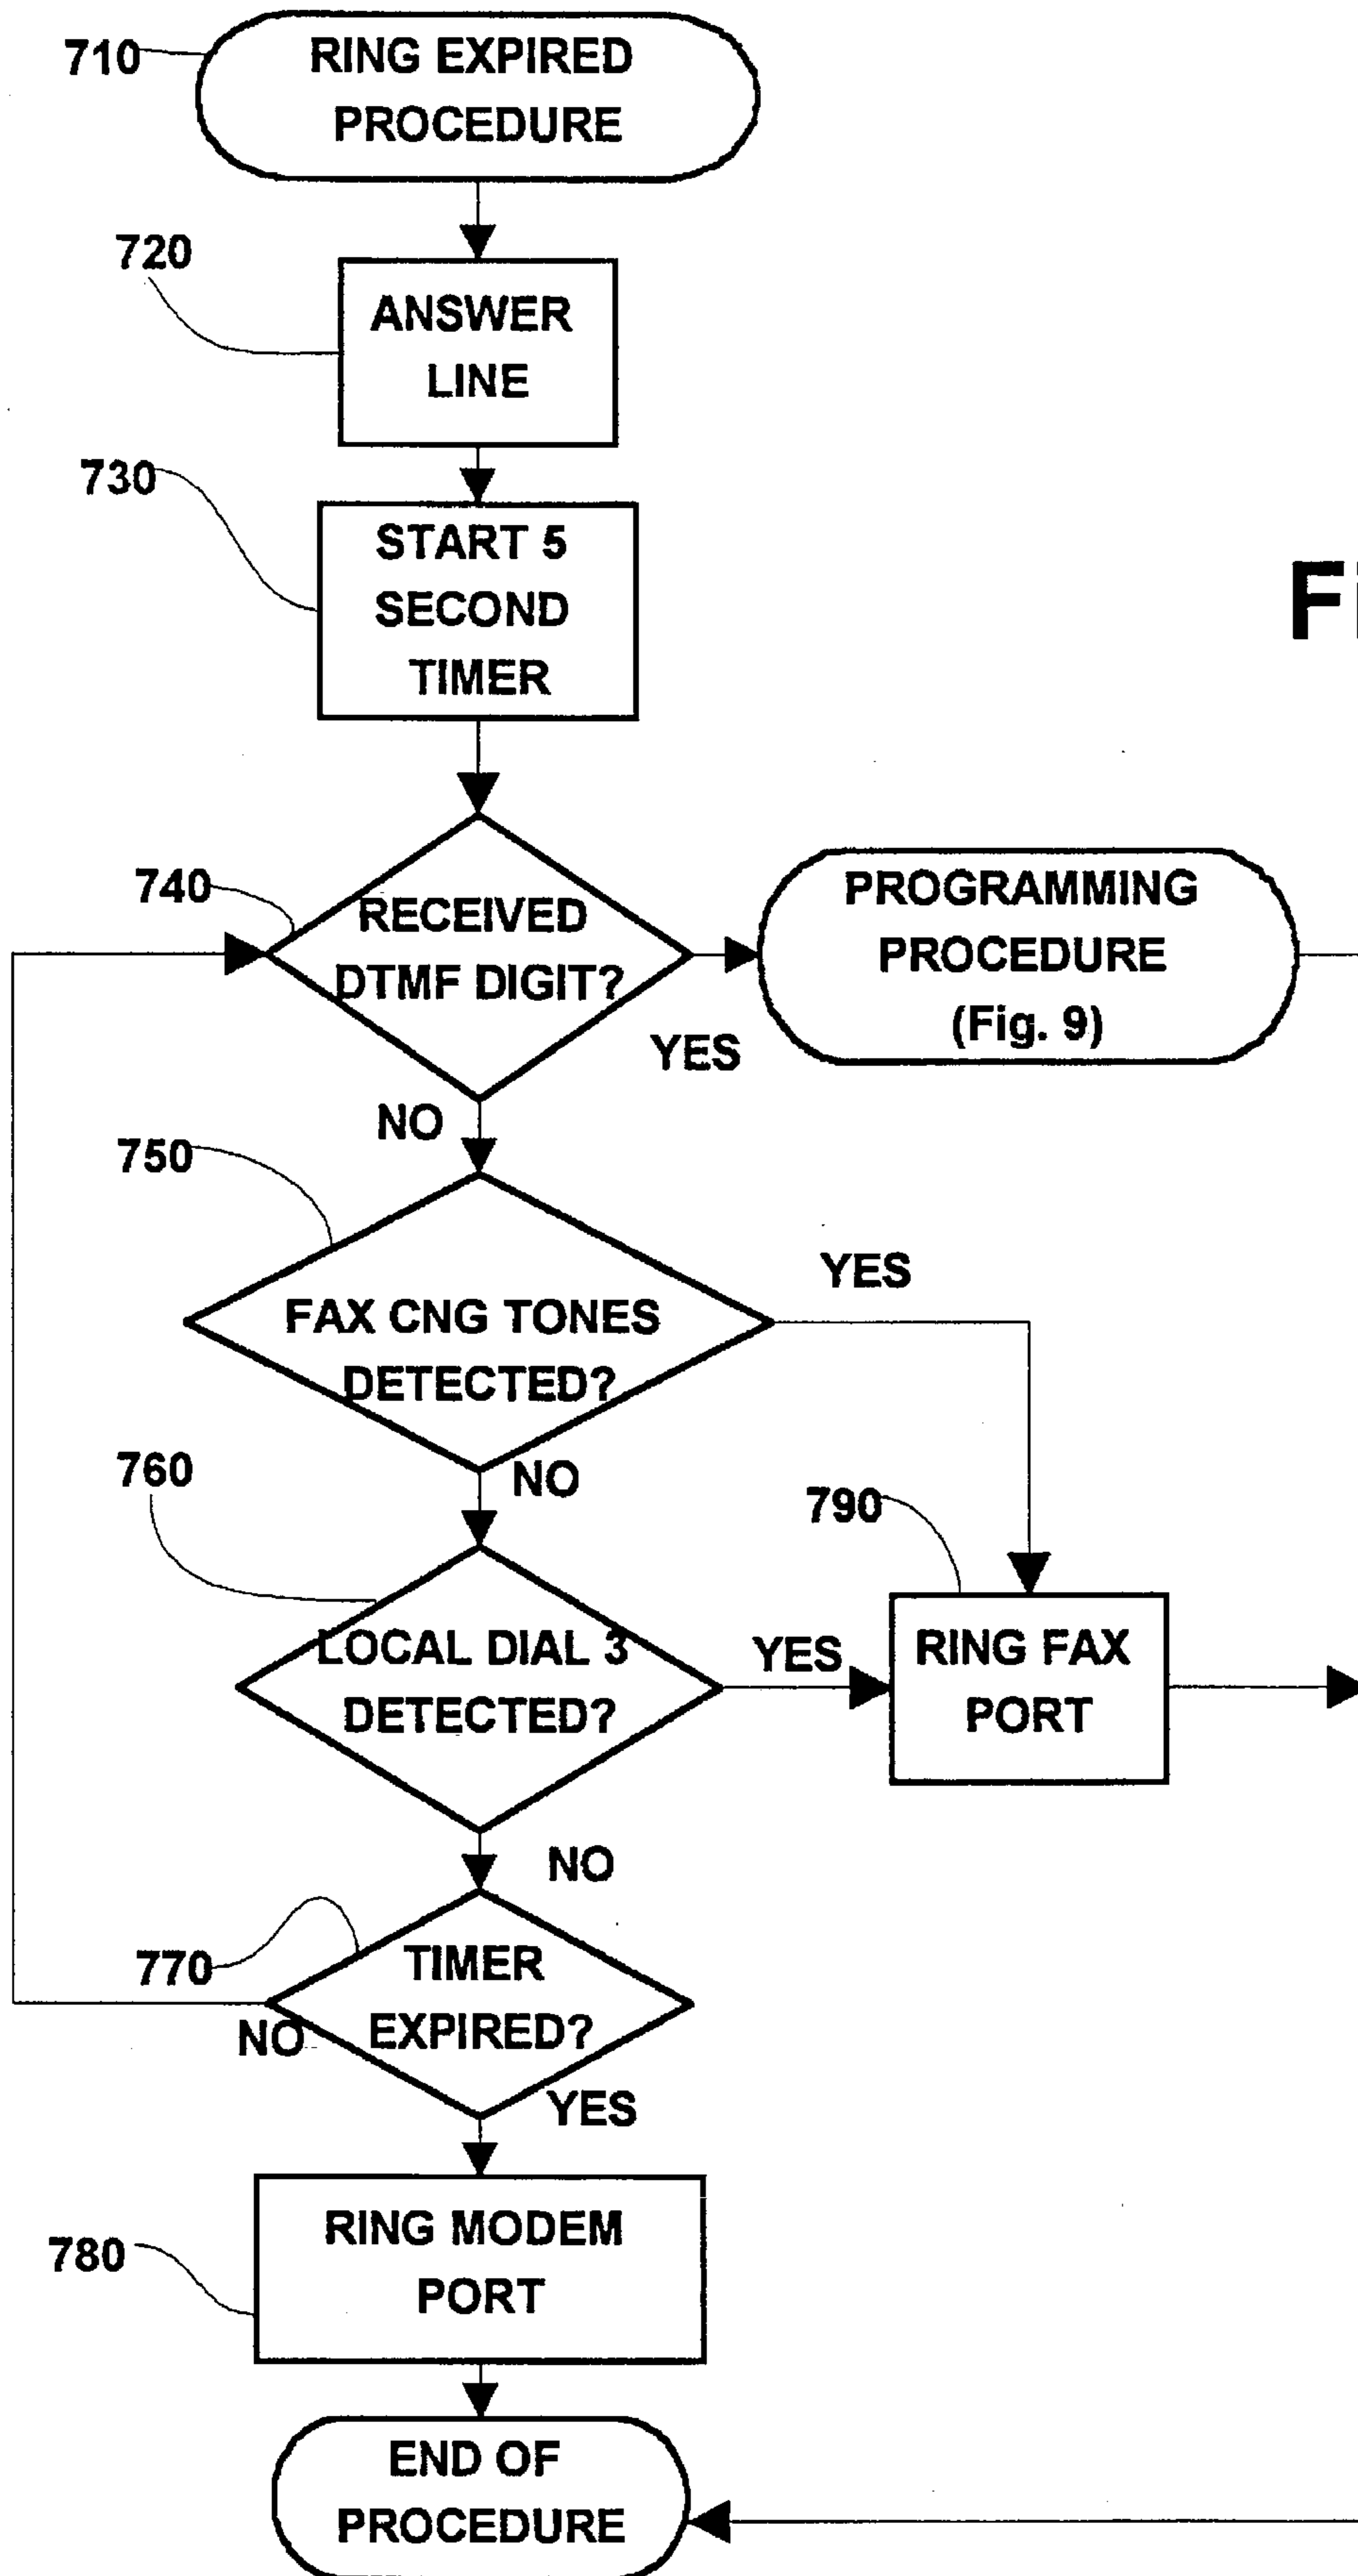 710
RING EXPIRED
PROCEDURE
720
ANSWER
LINE
730
START 5
SECOND
TIMER
Fi
740
RECEIVED
DTMF DIGIT?
YES
PROGRAMMING
PROCEDURE
(Fig. 9)
NO
750
FAX CNG TONES
DETECTED?
YES
NO
760
LOCAL DIAL 3
DETECTED?
YES
790
RING FAX
PORT
NO
770
TIMER
EXPIRED?
NO
YES
780
RING MODEM
PORT
END OF
PROCEDURE